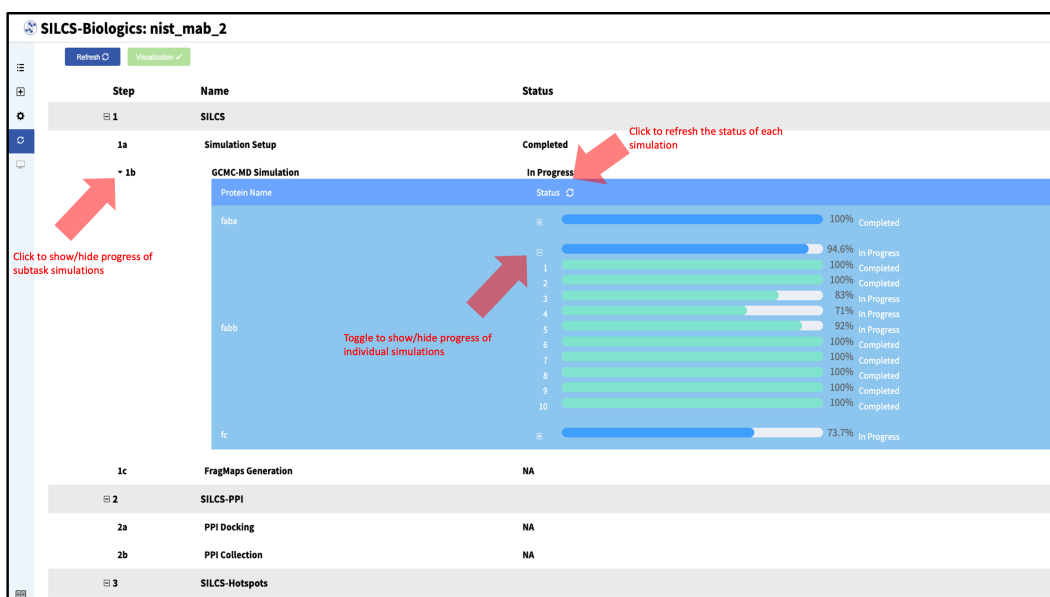 SILCS-Biologics: nist_mab_2
Refresh
Visualization
Step Name Status
1 SILCS
Click to refresh the status of each
simulation
1a Simulation Setup Completed
1b GCMC-MD Simulation In Progress
Protein Name Status
faba 100% Completed
Click to show/hide progress of
subtask simulations
94.6% In Progress
1 100% Completed
2 100% Completed
3 83% In Progress
4 71% In Progress
fabb 5 92% In Progress
Toggle to show/hide progress of
individual simulations
6 100% Completed
7 100% Completed
8 100% Completed
9 100% Completed
10 100% Completed
fc 73.7% In Progress
1c FragMaps Generation NA
2 SILCS-PPI
2a PPI Docking NA
2b PPI Collection NA
3 SILCS-Hotspots